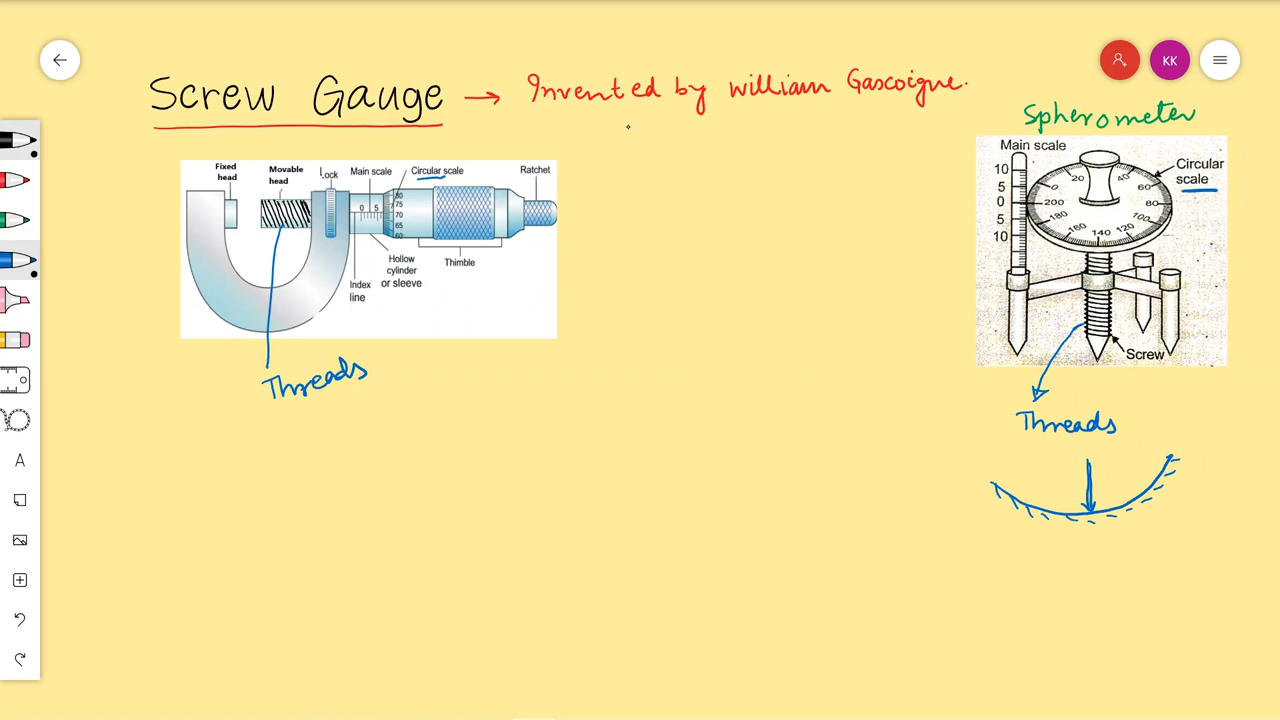 Screw Gauge → Invented by william Gascoigne.
KK
Spherometer
Fixed head
Movable head
Lock
Main scale
Circular scale
Ratchet
0 5
80
75
70
65
60
Hollow cylinder or sleeve
Thimble
Index line
Threads
Main scale
10
5
0
5
10
Circular scale
0 20 40 60 80 100 120 140 160 180 200
Screw
Threads
A